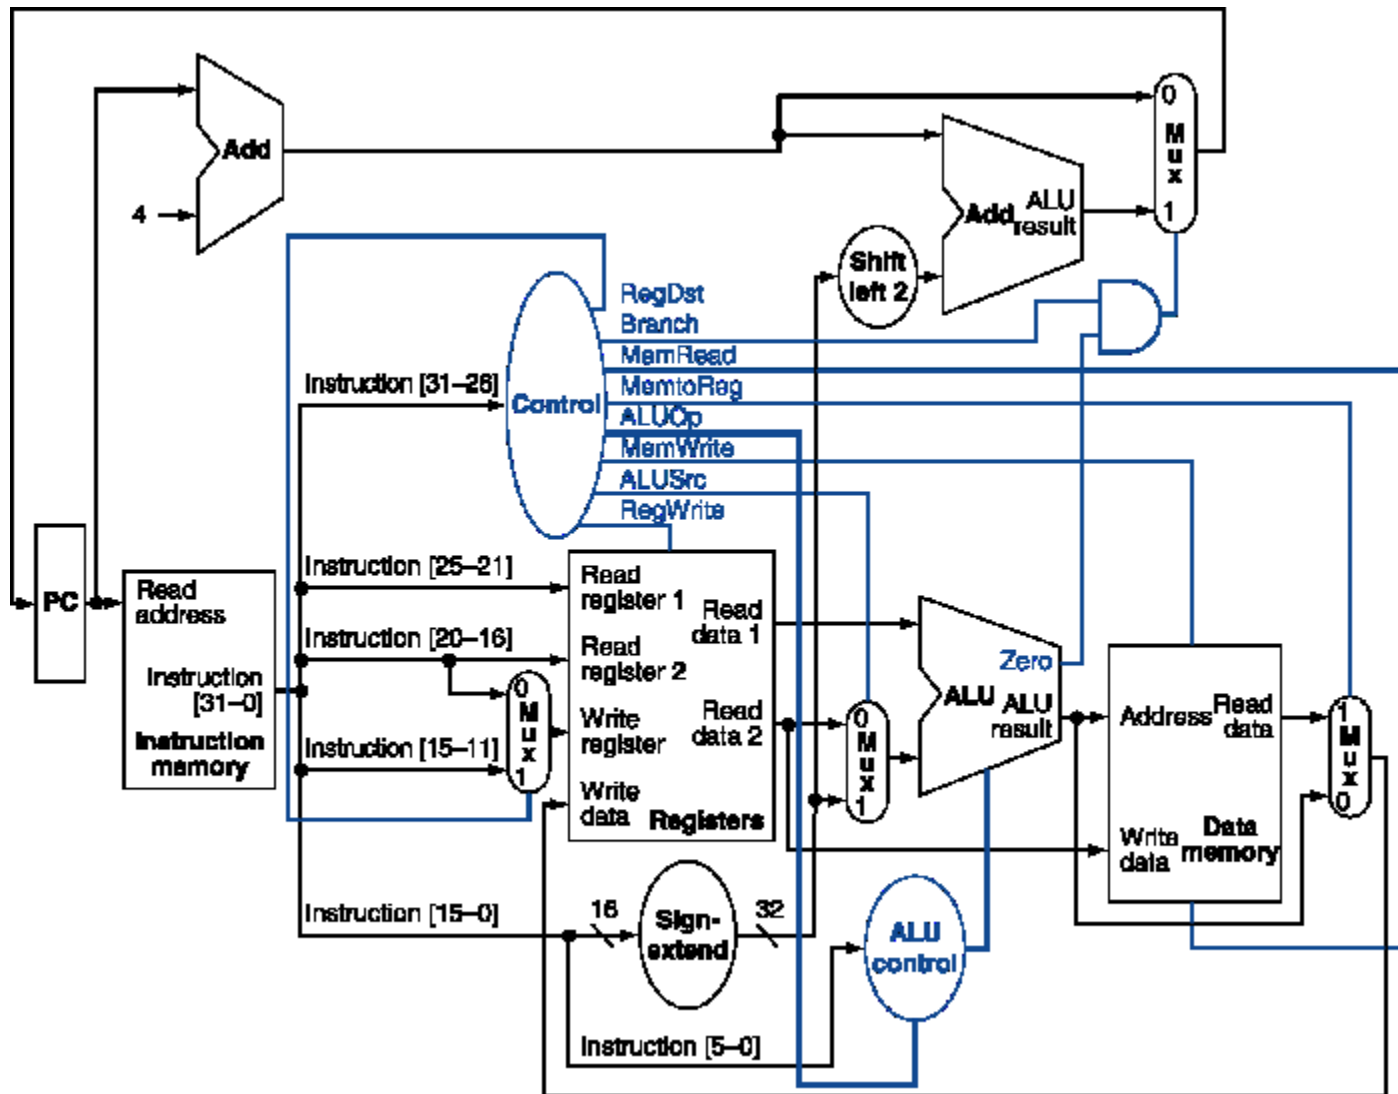 0
M
u
x
1
Add
4
Add
ALU
result
Shift
left 2
RegDst
Branch
MemRead
MemtoReg
ALUOp
MemWrite
ALUSrc
RegWrite
Control
Instruction [31–26]
Instruction [25–21]
Instruction [20–16]
Instruction [15–11]
Instruction [15–0]
Instruction [5–0]
PC
Read
address
Instruction
[31–0]
Instruction
memory
0
M
u
x
1
Read
register 1
Read
register 2
Write
register
Write
data
Read
data 1
Read
data 2
Registers
0
M
u
x
1
Zero
ALU
ALU
result
Address
Read
data
Write
data
Data
memory
1
M
u
x
0
16
Sign-
extend
32
ALU
control